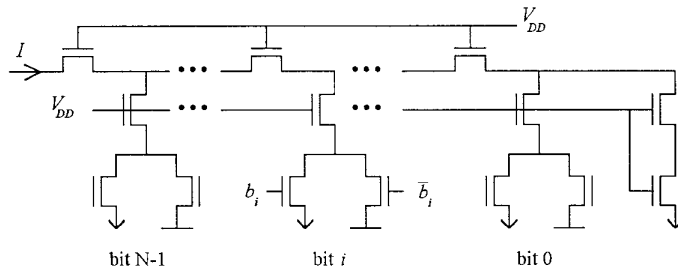 V_DD
I
V_DD
b_i
b̅_i
bit N-1
bit i
bit 0